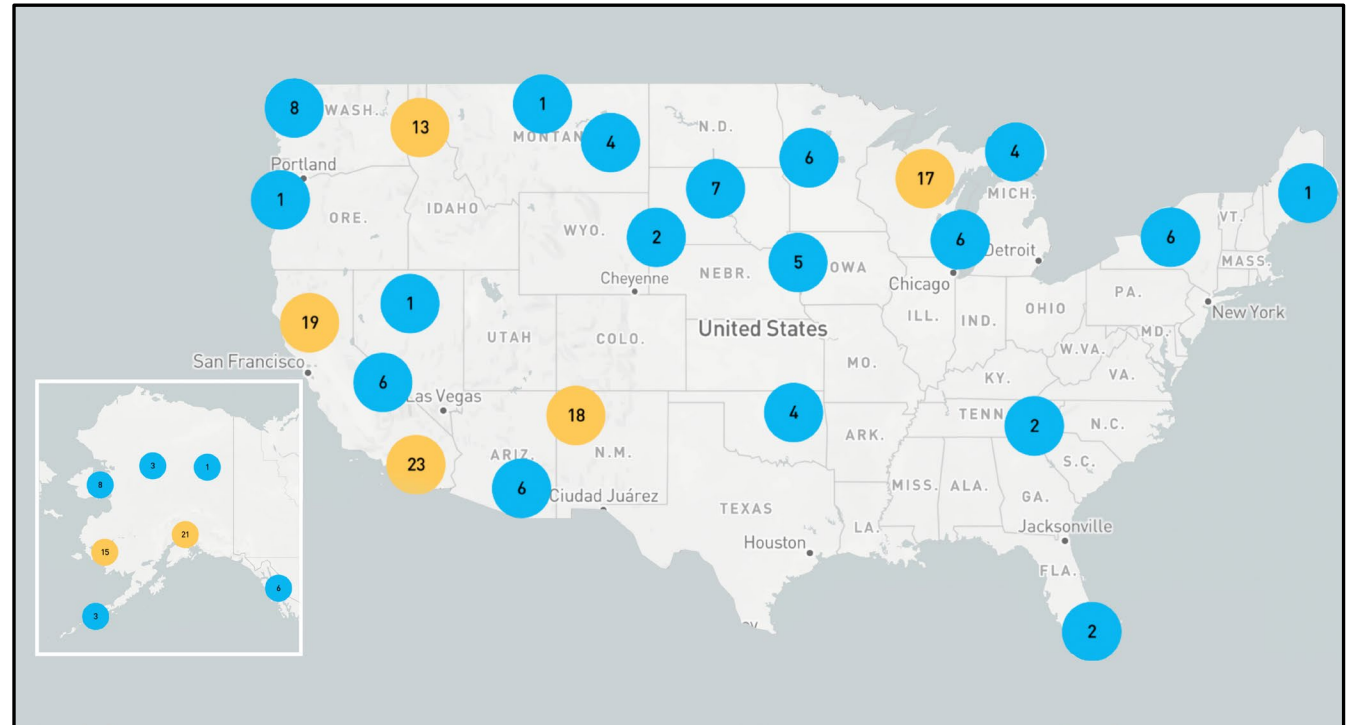 8
WASH.
13
1
MONTAN
4
N.D.
6
17
4
MICH.
1
Portland
1
ORE.
IDAHO
7
WYO.
2
VT.
6
MASS.
Detroit
6
Chicago
5
OWA
NEBR.
Cheyenne
1
19
UTAH
COLO.
United States
ILL.
IND.
OHIO
PA.
New York
MD.
W.VA.
VA.
KY.
MO.
San Francisco
6
Las Vegas
18
4
TENN
2
N.C.
ARK.
S.C.
23
ARIZ.
N.M.
6
Ciudad Juárez
TEXAS
MISS.
ALA.
GA.
LA.
Houston
Jacksonville
FLA.
2
3
1
8
21
15
6
3